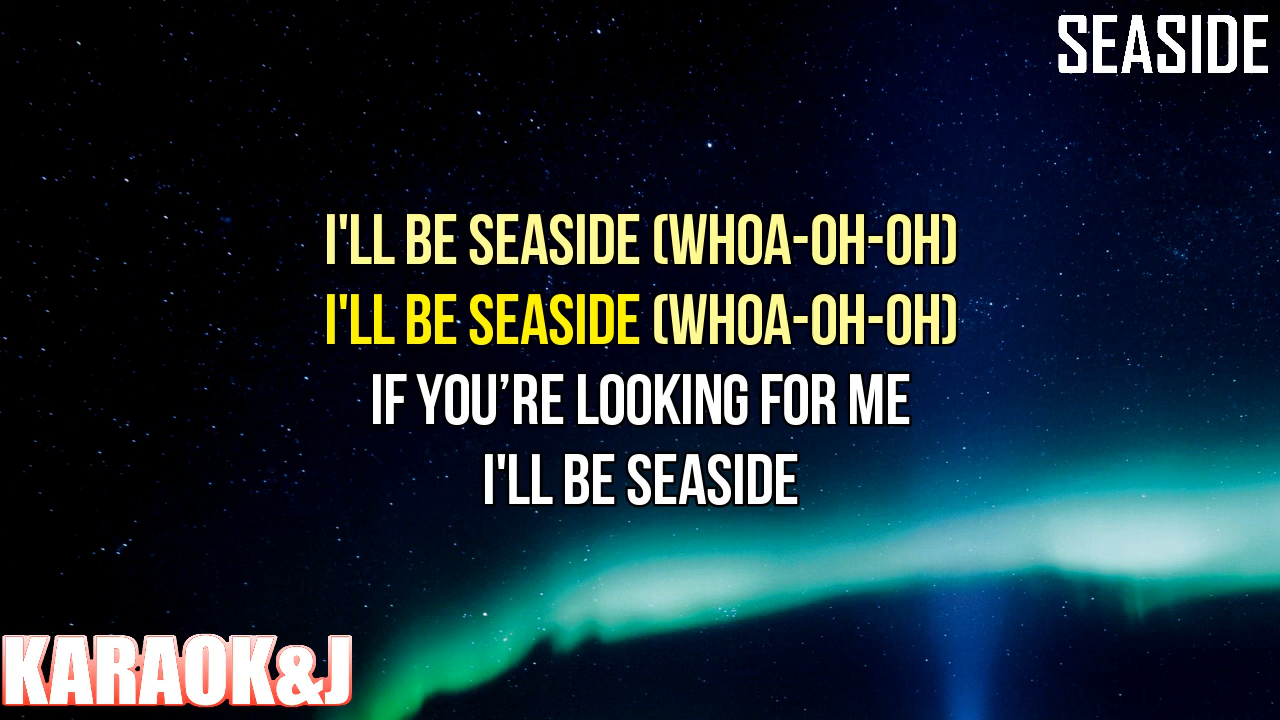 SEASIDE
I'LL BE SEASIDE (WHOA-OH-OH)
I'LL BE SEASIDE (WHOA-OH-OH)
IF YOU’RE LOOKING FOR ME
I'LL BE SEASIDE
KARAOK&J